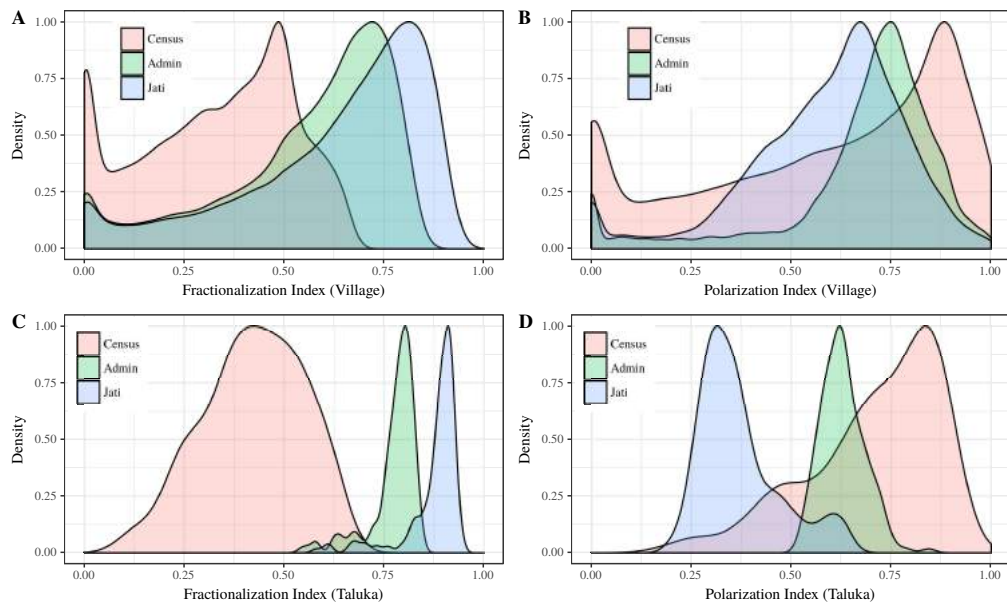 A
1.00
0.75
0.50
0.25
0.00
Density
Census
Admin
Jati
0.00 0.25 0.50 0.75 1.00
Fractionalization Index (Village)
B
1.00
0.75
0.50
0.25
0.00
Density
Census
Admin
Jati
0.00 0.25 0.50 0.75 1.00
Polarization Index (Village)
C
1.00
0.75
0.50
0.25
0.00
Density
Census
Admin
Jati
0.00 0.25 0.50 0.75 1.00
Fractionalization Index (Taluka)
D
1.00
0.75
0.50
0.25
0.00
Density
Census
Admin
Jati
0.00 0.25 0.50 0.75 1.00
Polarization Index (Taluka)